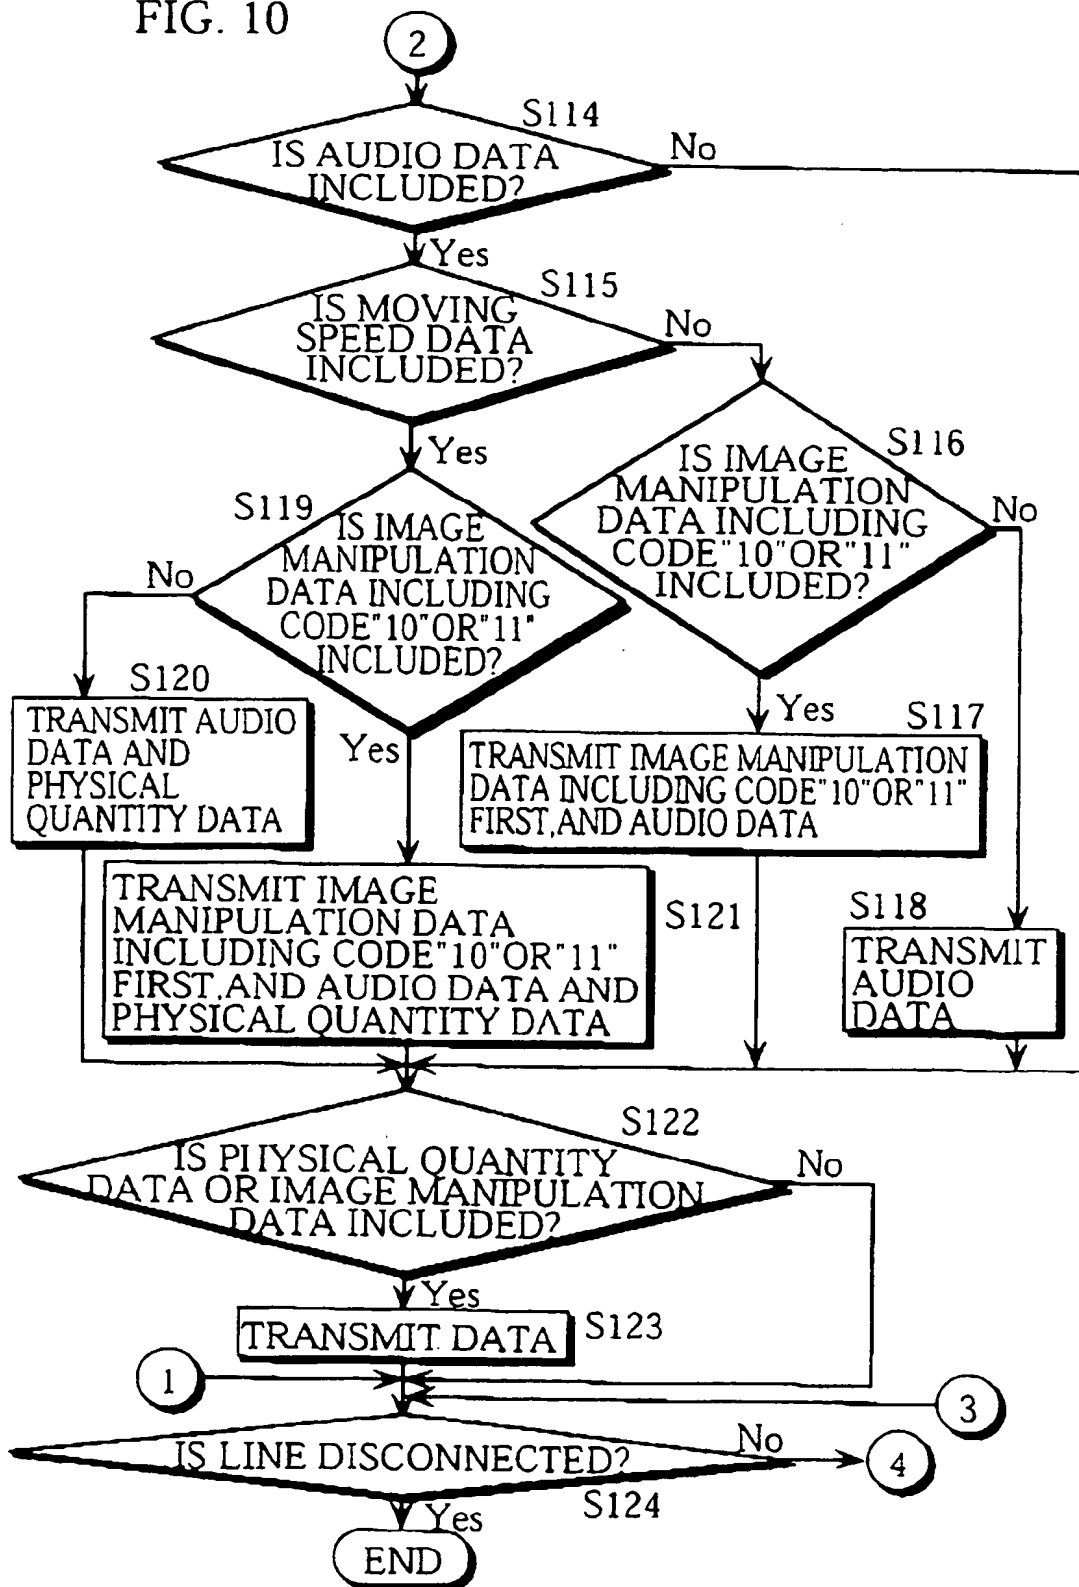 FIG. 10
2
S114
IS AUDIO DATA
INCLUDED?
No
Yes
S115
IS MOVING
SPEED DATA
INCLUDED?
No
Yes
S116
IS IMAGE
MANIPULATION
DATA INCLUDING
CODE"10"OR"11"
INCLUDED?
No
Yes
S119
IS IMAGE
MANIPULATION
DATA INCLUDING
CODE"10"OR"11"
INCLUDED?
No
Yes
S120
TRANSMIT AUDIO
DATA AND
PHYSICAL
QUANTITY DATA
S117
TRANSMIT IMAGE MANIPULATION
DATA INCLUDING CODE"10"OR"11"
FIRST,AND AUDIO DATA
S121
TRANSMIT IMAGE
MANIPULATION DATA
INCLUDING CODE"10"OR"11"
FIRST,AND AUDIO DATA AND
PHYSICAL QUANTITY DATA
S118
TRANSMIT
AUDIO
DATA
S122
IS PHYSICAL QUANTITY
DATA OR IMAGE MANIPULATION
DATA INCLUDED?
No
Yes
TRANSMIT DATA
S123
1
3
IS LINE DISCONNECTED?
No
4
S124
Yes
END